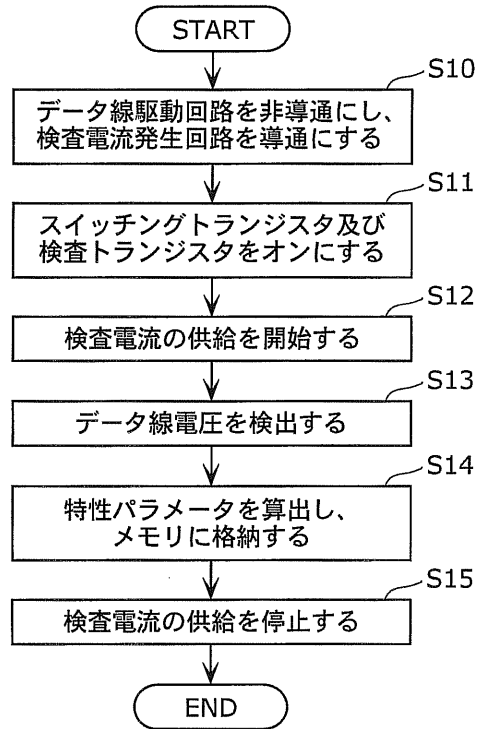 START
S10
データ線駆動回路を非導通にし、
検査電流発生回路を導通にする
S11
スイッチングトランジスタ及び
検査トランジスタをオンにする
S12
検査電流の供給を開始する
S13
データ線電圧を検出する
S14
特性パラメータを算出し、
メモリに格納する
S15
検査電流の供給を停止する
END